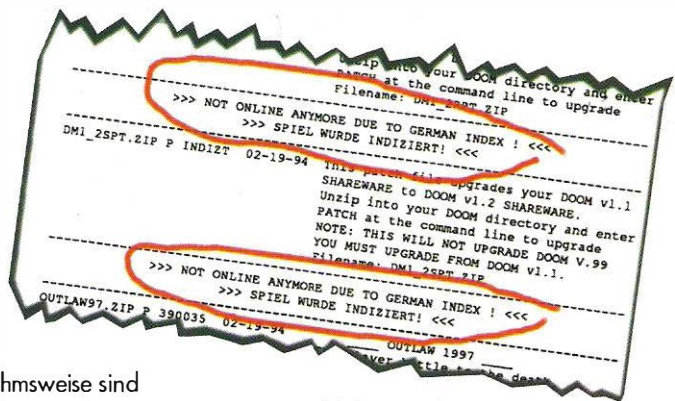 Unzip into your DOOM directory and enter
PATCH at the command line to upgrade
Filename: DM1_2SPT.ZIP
>>> NOT ONLINE ANYMORE DUE TO GERMAN INDEX ! <<<
>>> SPIEL WURDE INDIZIERT! <<<
DM1_2SPT.ZIP P INDIZT 02-19-94 This patch file upgrades your DOOM v1.1
SHAREWARE to DOOM v1.2 SHAREWARE.
Unzip into your DOOM directory and enter
PATCH at the command line to upgrade
NOTE: THIS WILL NOT UPGRADE DOOM V.99
YOU MUST UPGRADE FROM DOOM v1.1.
Filename: DM1_2SPT.ZIP
>>> NOT ONLINE ANYMORE DUE TO GERMAN INDEX ! <<<
>>> SPIEL WURDE INDIZIERT! <<<
OUTLAW97.ZIP P 390035 02-19-94
OUTLAW 1997
battle to the death
hmsweise sind